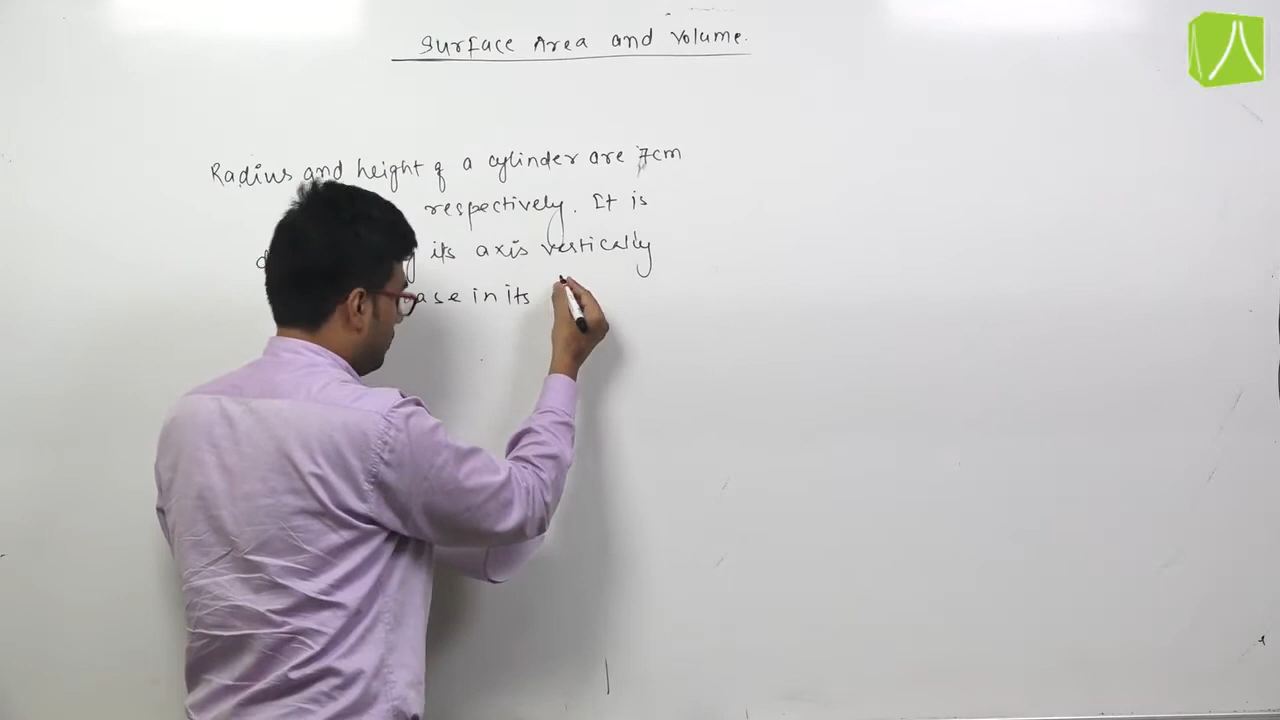 Surface Area and Volume.
Radius and height of a cylinder are 7cm
respectively. It is
its axis vertically
in its